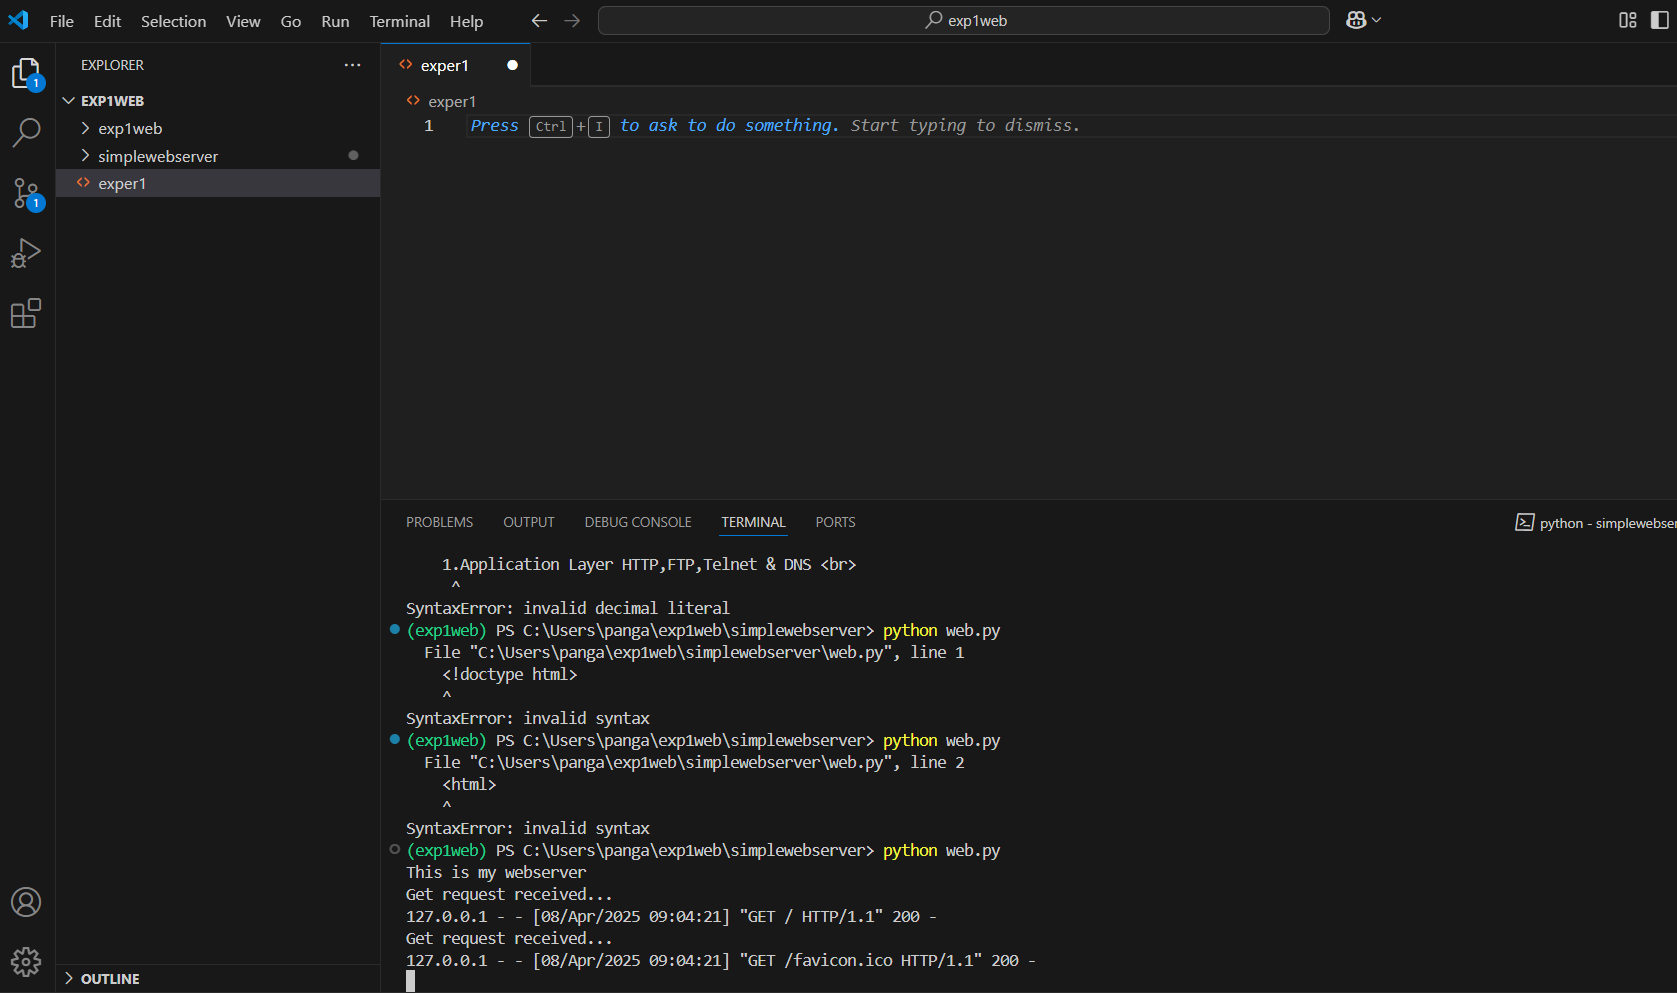 File Edit Selection View Go Run Terminal Help
exp1web
EXPLORER
EXP1WEB
exp1web
simplewebserver
exper1
1
1
exper1
exper1
1 Press Ctrl + I to ask to do something. Start typing to dismiss.
PROBLEMS OUTPUT DEBUG CONSOLE TERMINAL PORTS
python - simplewebser
1.Application Layer HTTP,FTP,Telnet & DNS <br>
^
SyntaxError: invalid decimal literal
(exp1web) PS C:\Users\panga\exp1web\simplewebserver> python web.py
File "C:\Users\panga\exp1web\simplewebserver\web.py", line 1
<!doctype html>
^
SyntaxError: invalid syntax
(exp1web) PS C:\Users\panga\exp1web\simplewebserver> python web.py
File "C:\Users\panga\exp1web\simplewebserver\web.py", line 2
<html>
^
SyntaxError: invalid syntax
(exp1web) PS C:\Users\panga\exp1web\simplewebserver> python web.py
This is my webserver
Get request received...
127.0.0.1 - - [08/Apr/2025 09:04:21] "GET / HTTP/1.1" 200 -
Get request received...
127.0.0.1 - - [08/Apr/2025 09:04:21] "GET /favicon.ico HTTP/1.1" 200 -
OUTLINE